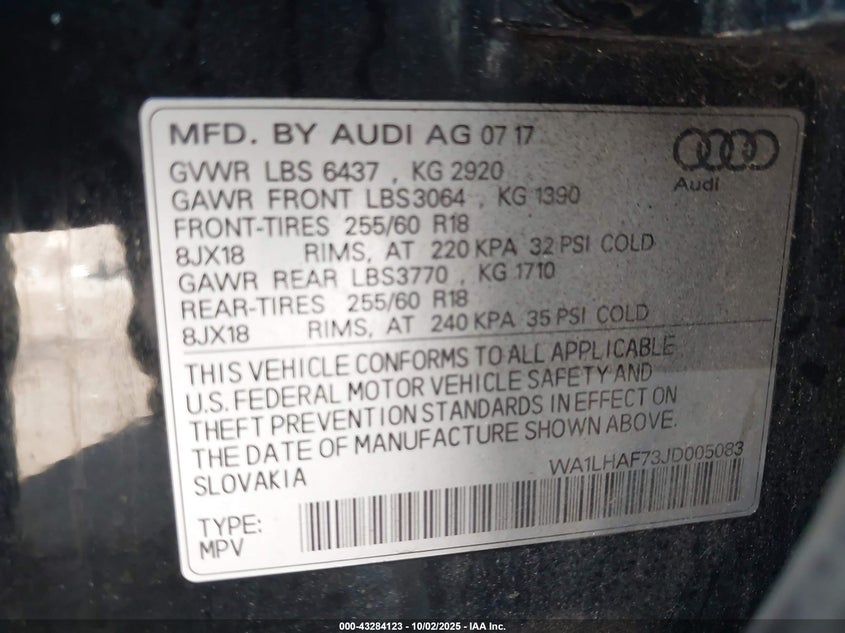 MFD. BY AUDI AG 07 17
Audi
GVWR LBS 6437 , KG 2920
GAWR FRONT LBS3064 , KG 1390
FRONT-TIRES 255/60 R18
8JX18 RIMS, AT 220 KPA 32 PSI COLD
GAWR REAR LBS3770 , KG 1710
REAR-TIRES 255/60 R18
8JX18 RIMS, AT 240 KPA 35 PSI COLD
THIS VEHICLE CONFORMS TO ALL APPLICABLE
U.S. FEDERAL MOTOR VEHICLE SAFETY AND
THEFT PREVENTION STANDARDS IN EFFECT ON
THE DATE OF MANUFACTURE SHOWN ABOVE.
SLOVAKIA
WA1LHAF73JD005083
TYPE:
MPV
000-43284123 - 10/02/2025 - IAA Inc.